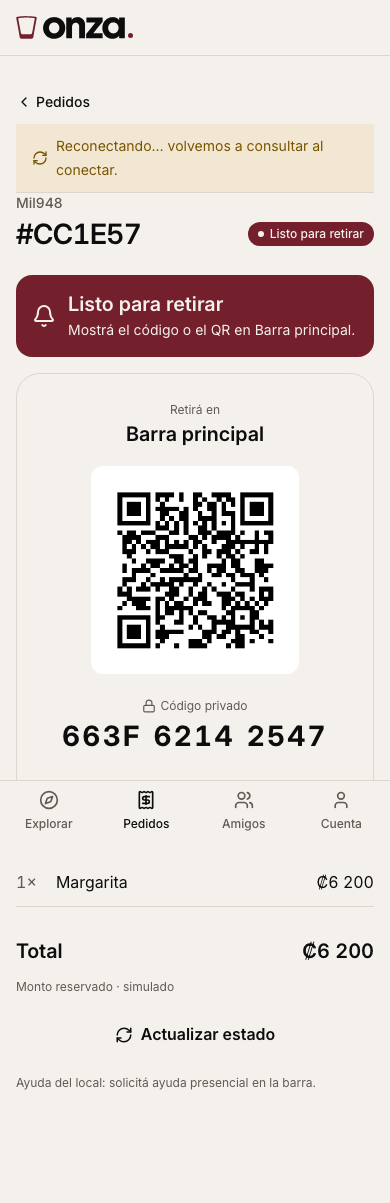 onza.
Pedidos
Reconectando... volvemos a consultar al
conectar.
Mil948
#CC1E57
Listo para retirar
Listo para retirar
Mostrá el código o el QR en Barra principal.
Retirá en
Barra principal
Código privado
663F 6214 2547
Explorar
Pedidos
Amigos
Cuenta
1× Margarita ₡6 200
Total ₡6 200
Monto reservado · simulado
Actualizar estado
Ayuda del local: solicitá ayuda presencial en la barra.